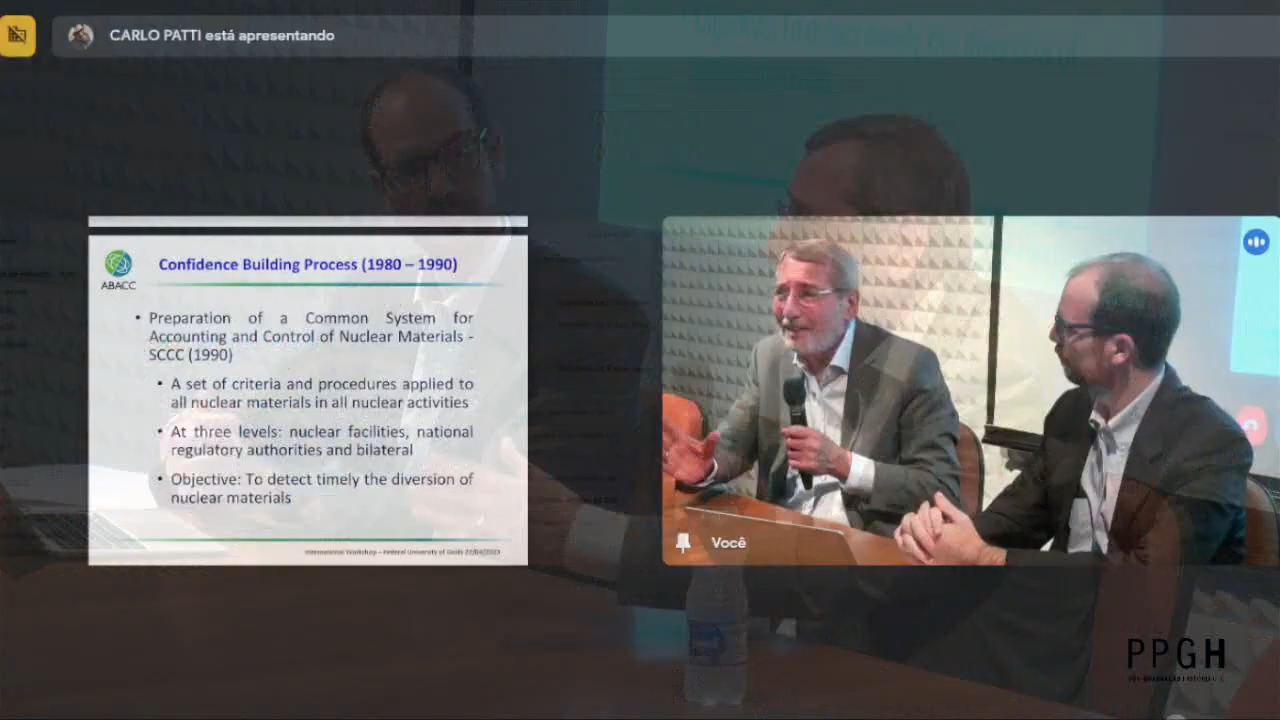 CARLO PATTI está apresentando
ABACC
Confidence Building Process (1980 – 1990)
• Preparation of a Common System for
Accounting and Control of Nuclear Materials -
SCCC (1990)
• A set of criteria and procedures applied to
all nuclear materials in all nuclear activities
• At three levels: nuclear facilities, national
regulatory authorities and bilateral
• Objective: To detect timely the diversion of
nuclear materials
International Workshop – Federal University of Goiás
Você
PPGH